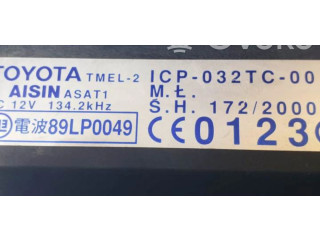 TOYOTA TMEL-2 ICP-032TC-00
AISIN ASAT1 M.Ł.
12V 134.2kHz Ş.H. 172/2000
電波89LP0049 CE0123